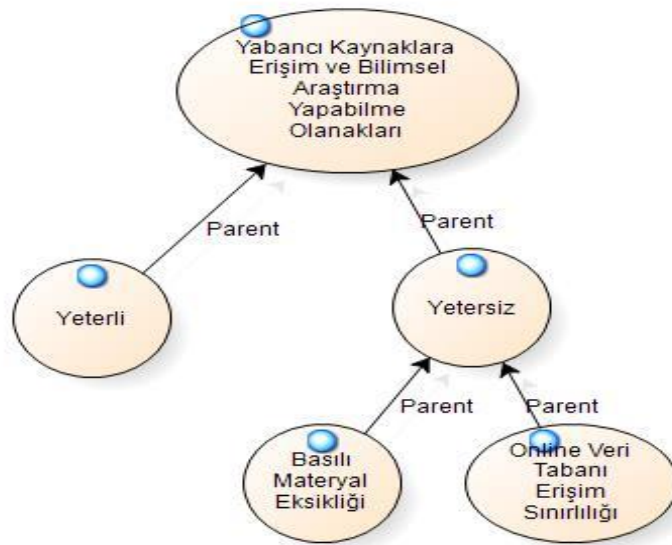 Yabancı Kaynaklara
Erişim ve Bilimsel
Araştırma
Yapabilme
Olanakları
Parent
Parent
Yeterli
Yetersiz
Parent
Parent
Basılı
Materyal
Eksikliği
Online Veri
Tabanı
Erişim
Sınırlılığı